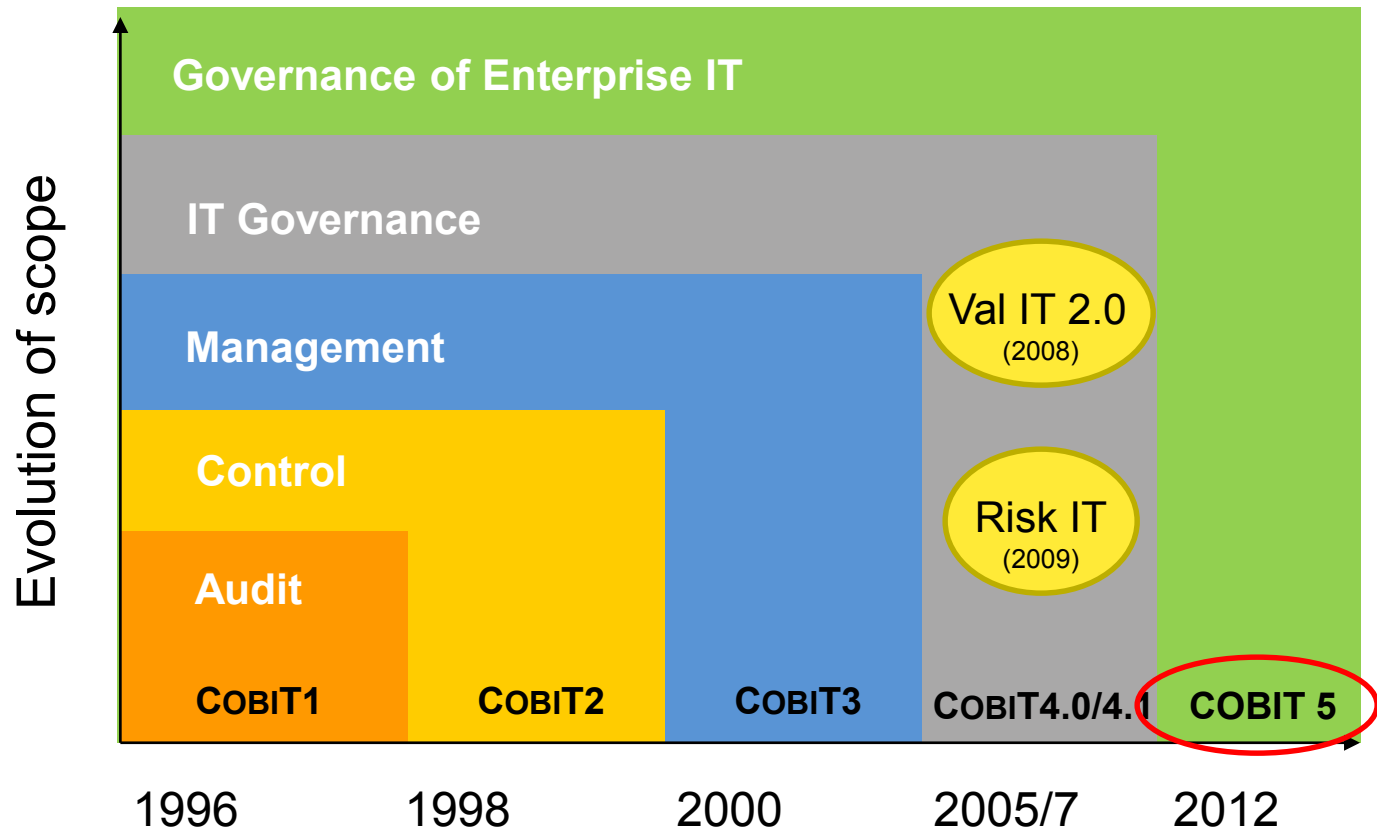 Evolution of scope
Governance of Enterprise IT
IT Governance
Management
Control
Audit
Val IT 2.0
(2008)
Risk IT
(2009)
COBIT1
COBIT2
COBIT3
COBIT4.0/4.1
COBIT 5
1996
1998
2000
2005/7
2012